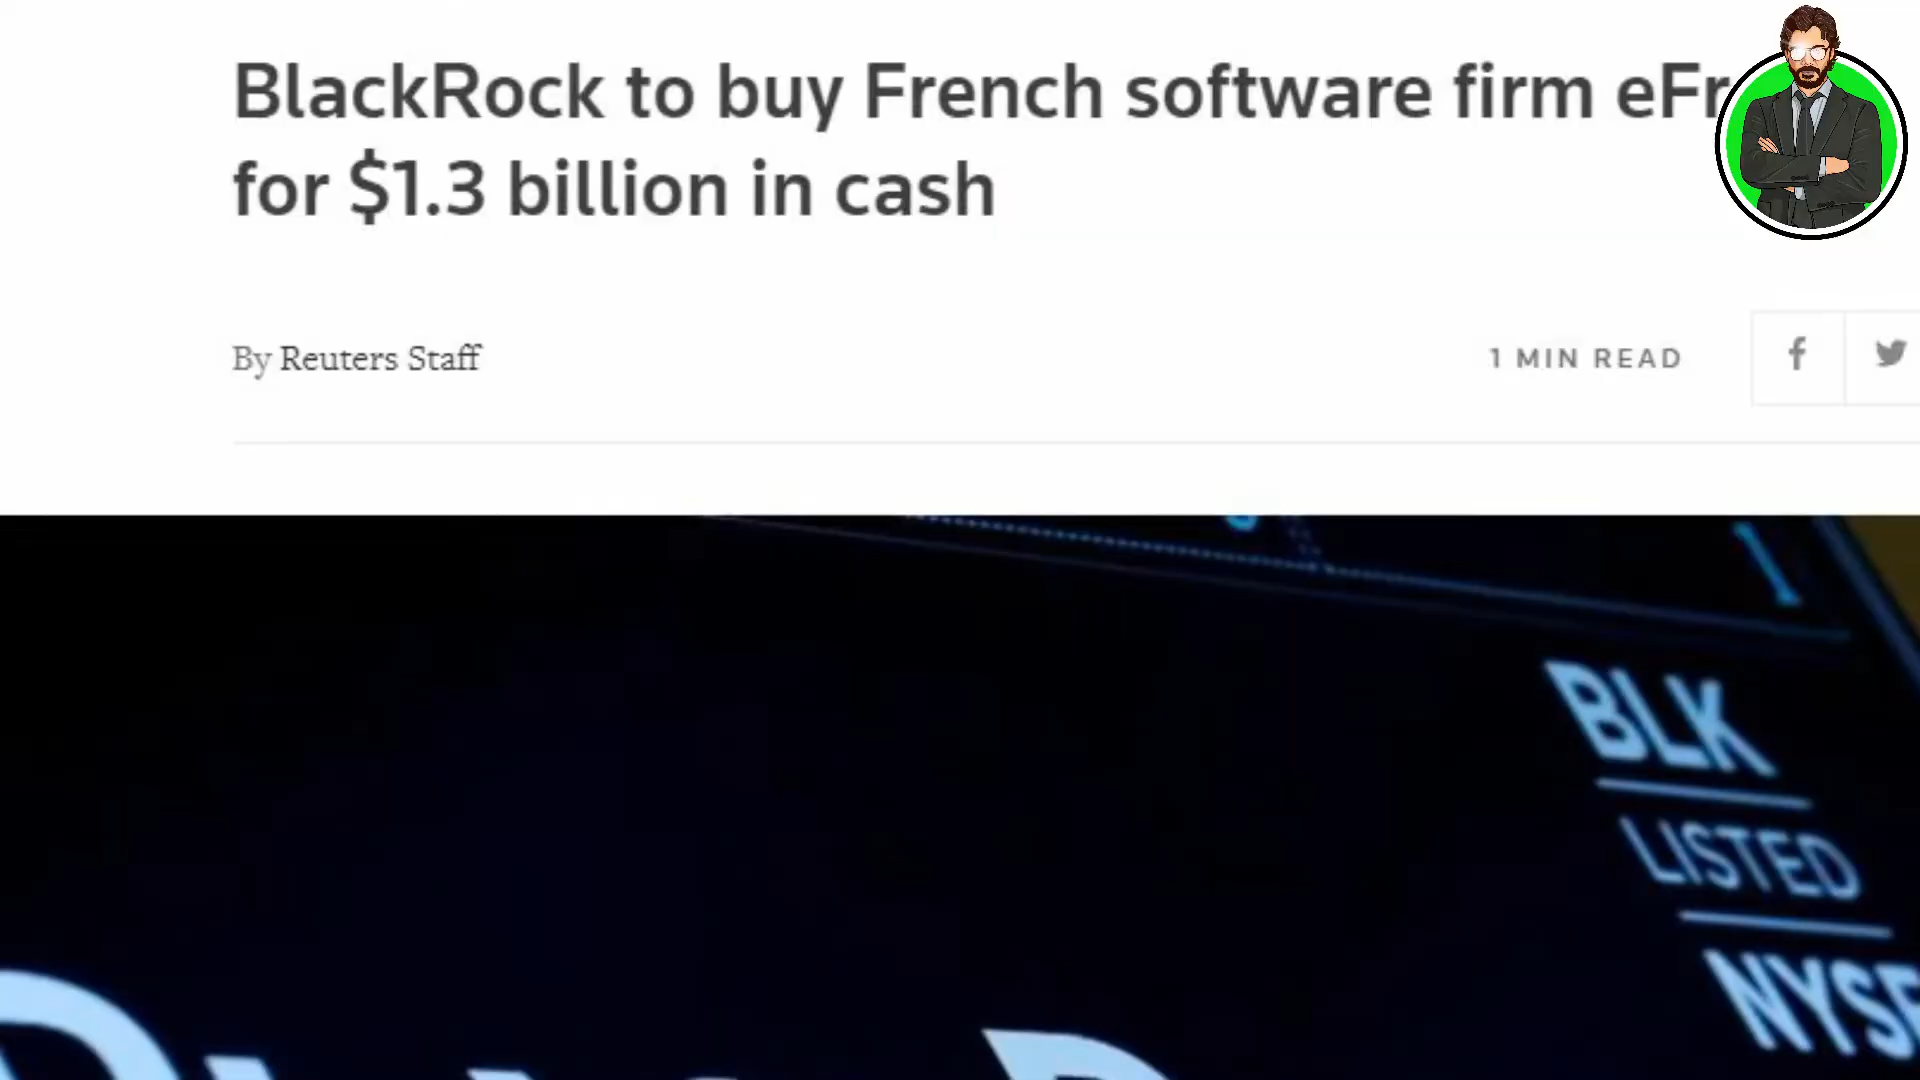 BlackRock to buy French software firm eFr
for $1.3 billion in cash
By Reuters Staff
1 MIN READ
BLK
LISTED
NYSE